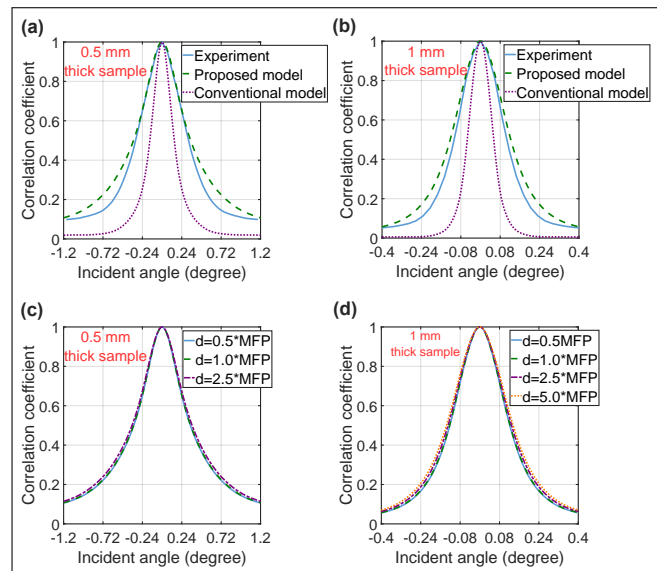 (a)
0.5 mm
thick sample
Experiment
Proposed model
Conventional model
Correlation coefficient
1
0.8
0.6
0.4
0.2
0
-1.2 -0.72 -0.24 0.24 0.72 1.2
Incident angle (degree)
(b)
1 mm
thick sample
Experiment
Proposed model
Conventional model
Correlation coefficient
1
0.8
0.6
0.4
0.2
0
-0.4 -0.24 -0.08 0.08 0.24 0.4
Incident angle (degree)
(c)
0.5 mm
thick sample
d=0.5*MFP
d=1.0*MFP
d=2.5*MFP
Correlation coefficient
1
0.8
0.6
0.4
0.2
0
-1.2 -0.72 -0.24 0.24 0.72 1.2
Incident angle (degree)
(d)
1 mm
thick sample
d=0.5MFP
d=1.0*MFP
d=2.5*MFP
d=5.0*MFP
Correlation coefficient
1
0.8
0.6
0.4
0.2
0
-0.4 -0.24 -0.08 0.08 0.24 0.4
Incident angle (degree)